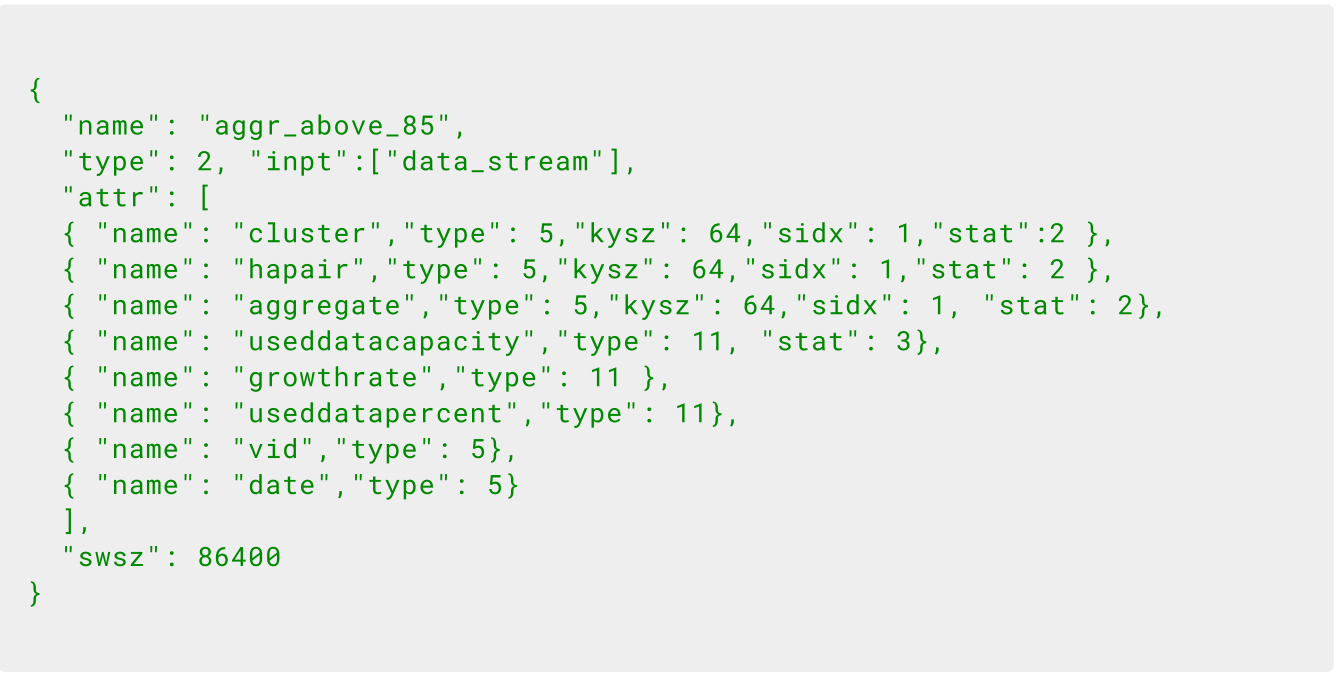 {
  "name": "aggr_above_85",
  "type": 2, "inpt":["data_stream"],
  "attr": [
  { "name": "cluster","type": 5,"kysz": 64,"sidx": 1,"stat":2 },
  { "name": "hapair","type": 5,"kysz": 64,"sidx": 1,"stat": 2 },
  { "name": "aggregate","type": 5,"kysz": 64,"sidx": 1, "stat": 2},
  { "name": "useddatacapacity","type": 11, "stat": 3},
  { "name": "growthrate","type": 11 },
  { "name": "useddatapercent","type": 11},
  { "name": "vid","type": 5},
  { "name": "date","type": 5}
  ],
  "swsz": 86400
}